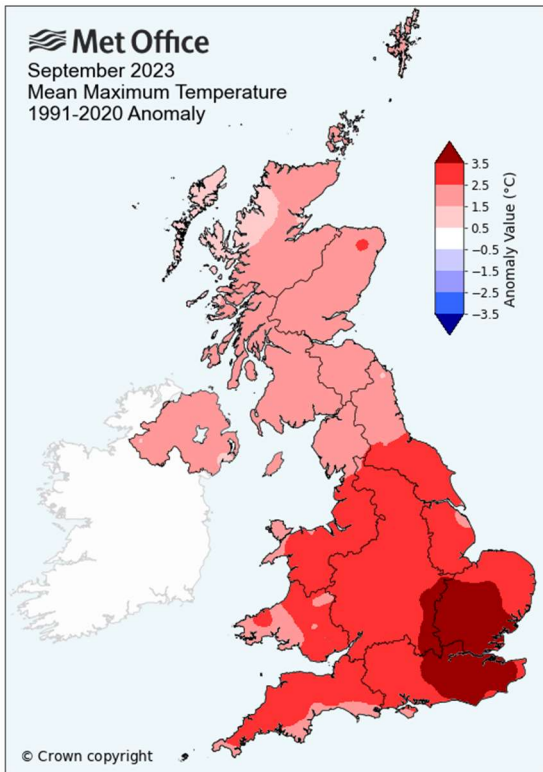 Met Office
September 2023
Mean Maximum Temperature
1991-2020 Anomaly
3.5
2.5
1.5
0.5
−0.5
−1.5
−2.5
−3.5
Anomaly Value (°C)
© Crown copyright